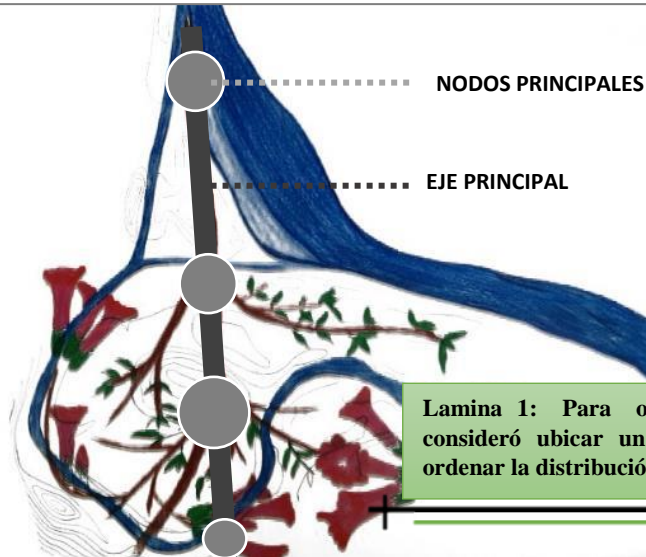 NODOS PRINCIPALES
EJE PRINCIPAL
Lamina 1: Para o
consideró ubicar un
ordenar la distribució